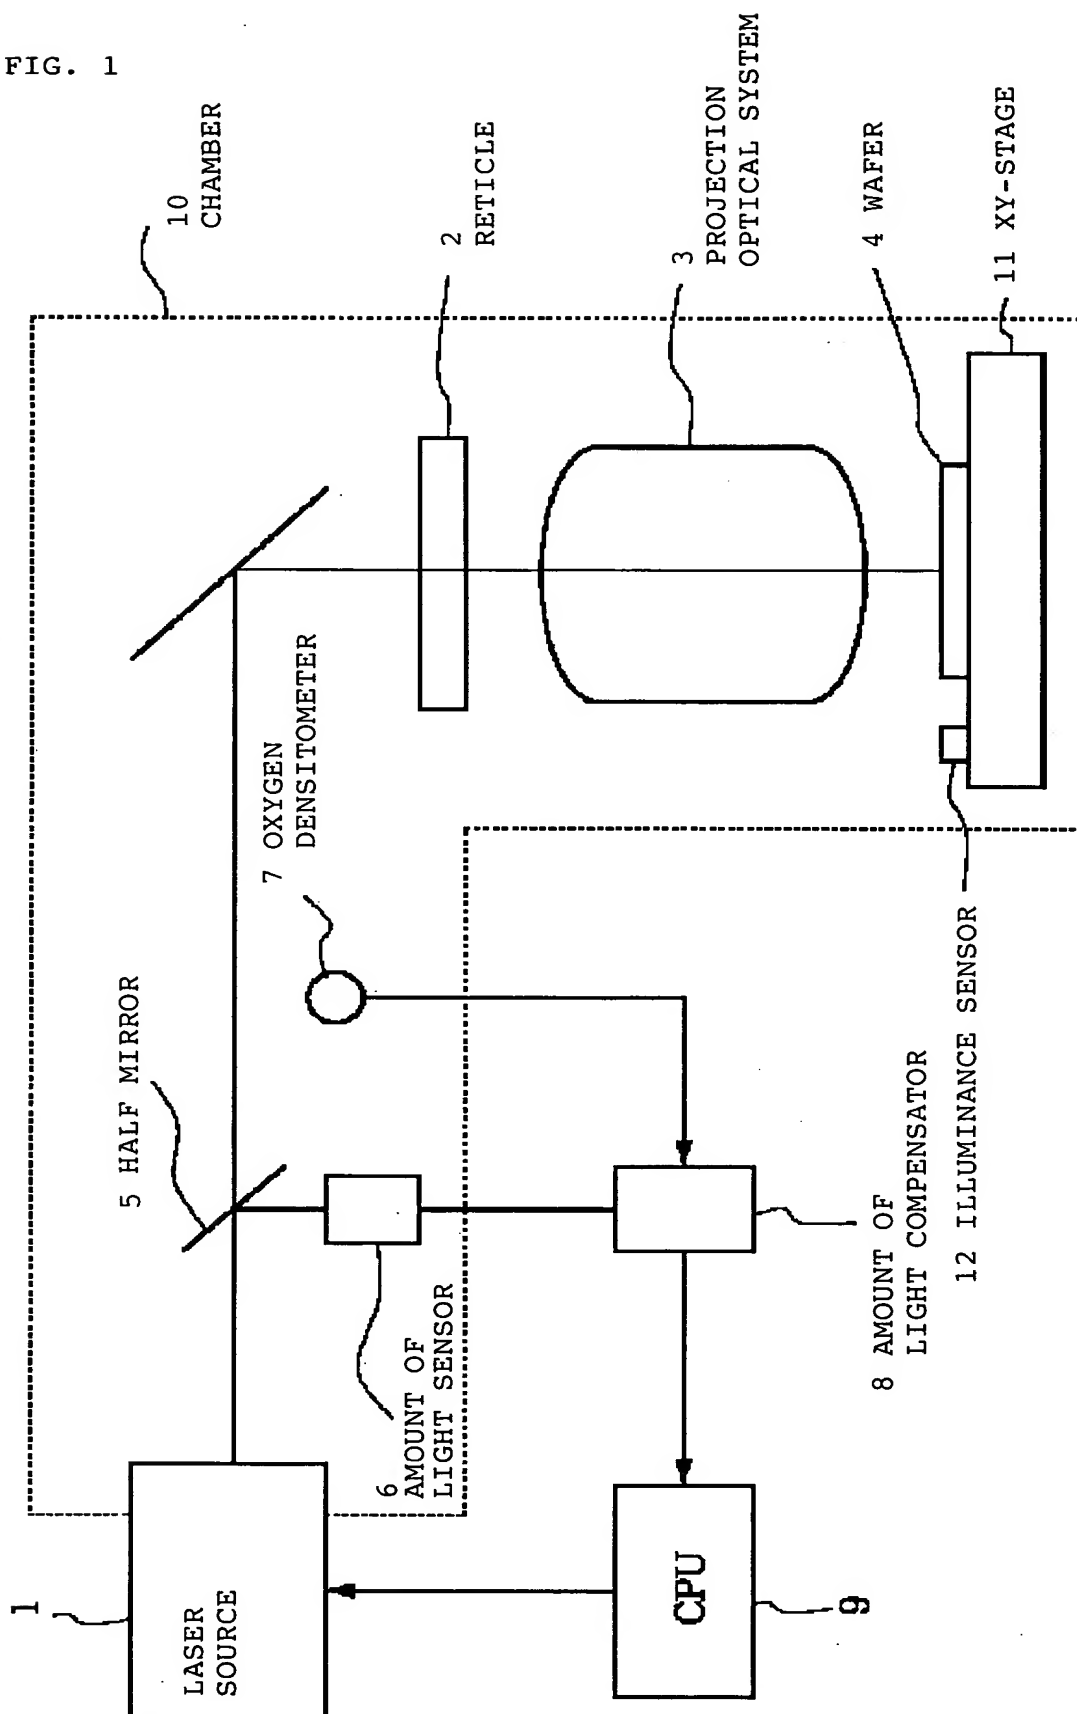 FIG. 1
10
CHAMBER
2
RETICLE
3
PROJECTION
OPTICAL SYSTEM
4 WAFER
11 XY-STAGE
7 OXYGEN
DENSITOMETER
5 HALF MIRROR
6
AMOUNT OF
LIGHT SENSOR
8 AMOUNT OF
LIGHT COMPENSATOR
12 ILLUMINANCE SENSOR
1
LASER
SOURCE
CPU
9